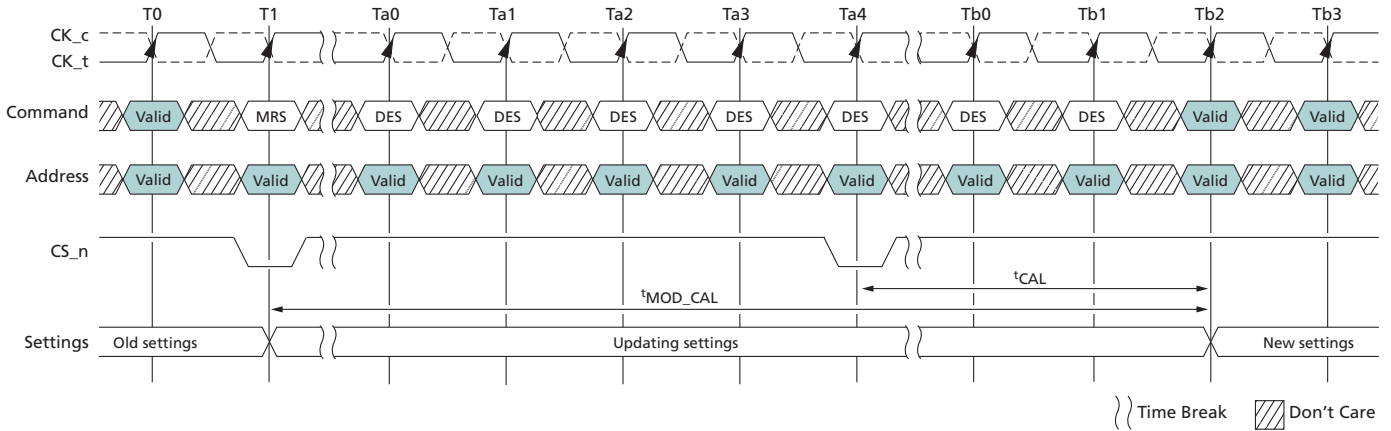 T0 T1 Ta0 Ta1 Ta2 Ta3 Ta4 Tb0 Tb1 Tb2 Tb3
CK_c
CK_t
Command Valid MRS DES DES DES DES DES DES DES Valid Valid
Address Valid Valid Valid Valid Valid Valid Valid Valid Valid Valid Valid
CS_n
tCAL
tMOD_CAL
Settings Old settings Updating settings New settings
Time Break Don't Care